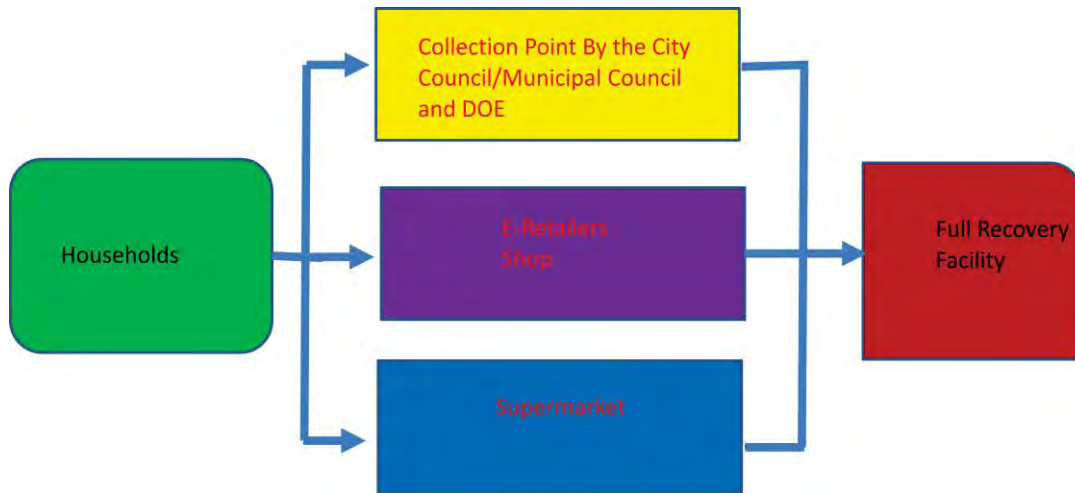 Collection Point By the City
Council/Municipal Council
and DOE
Households
E-Retailers
Shop
Full Recovery
Facility
Supermarket